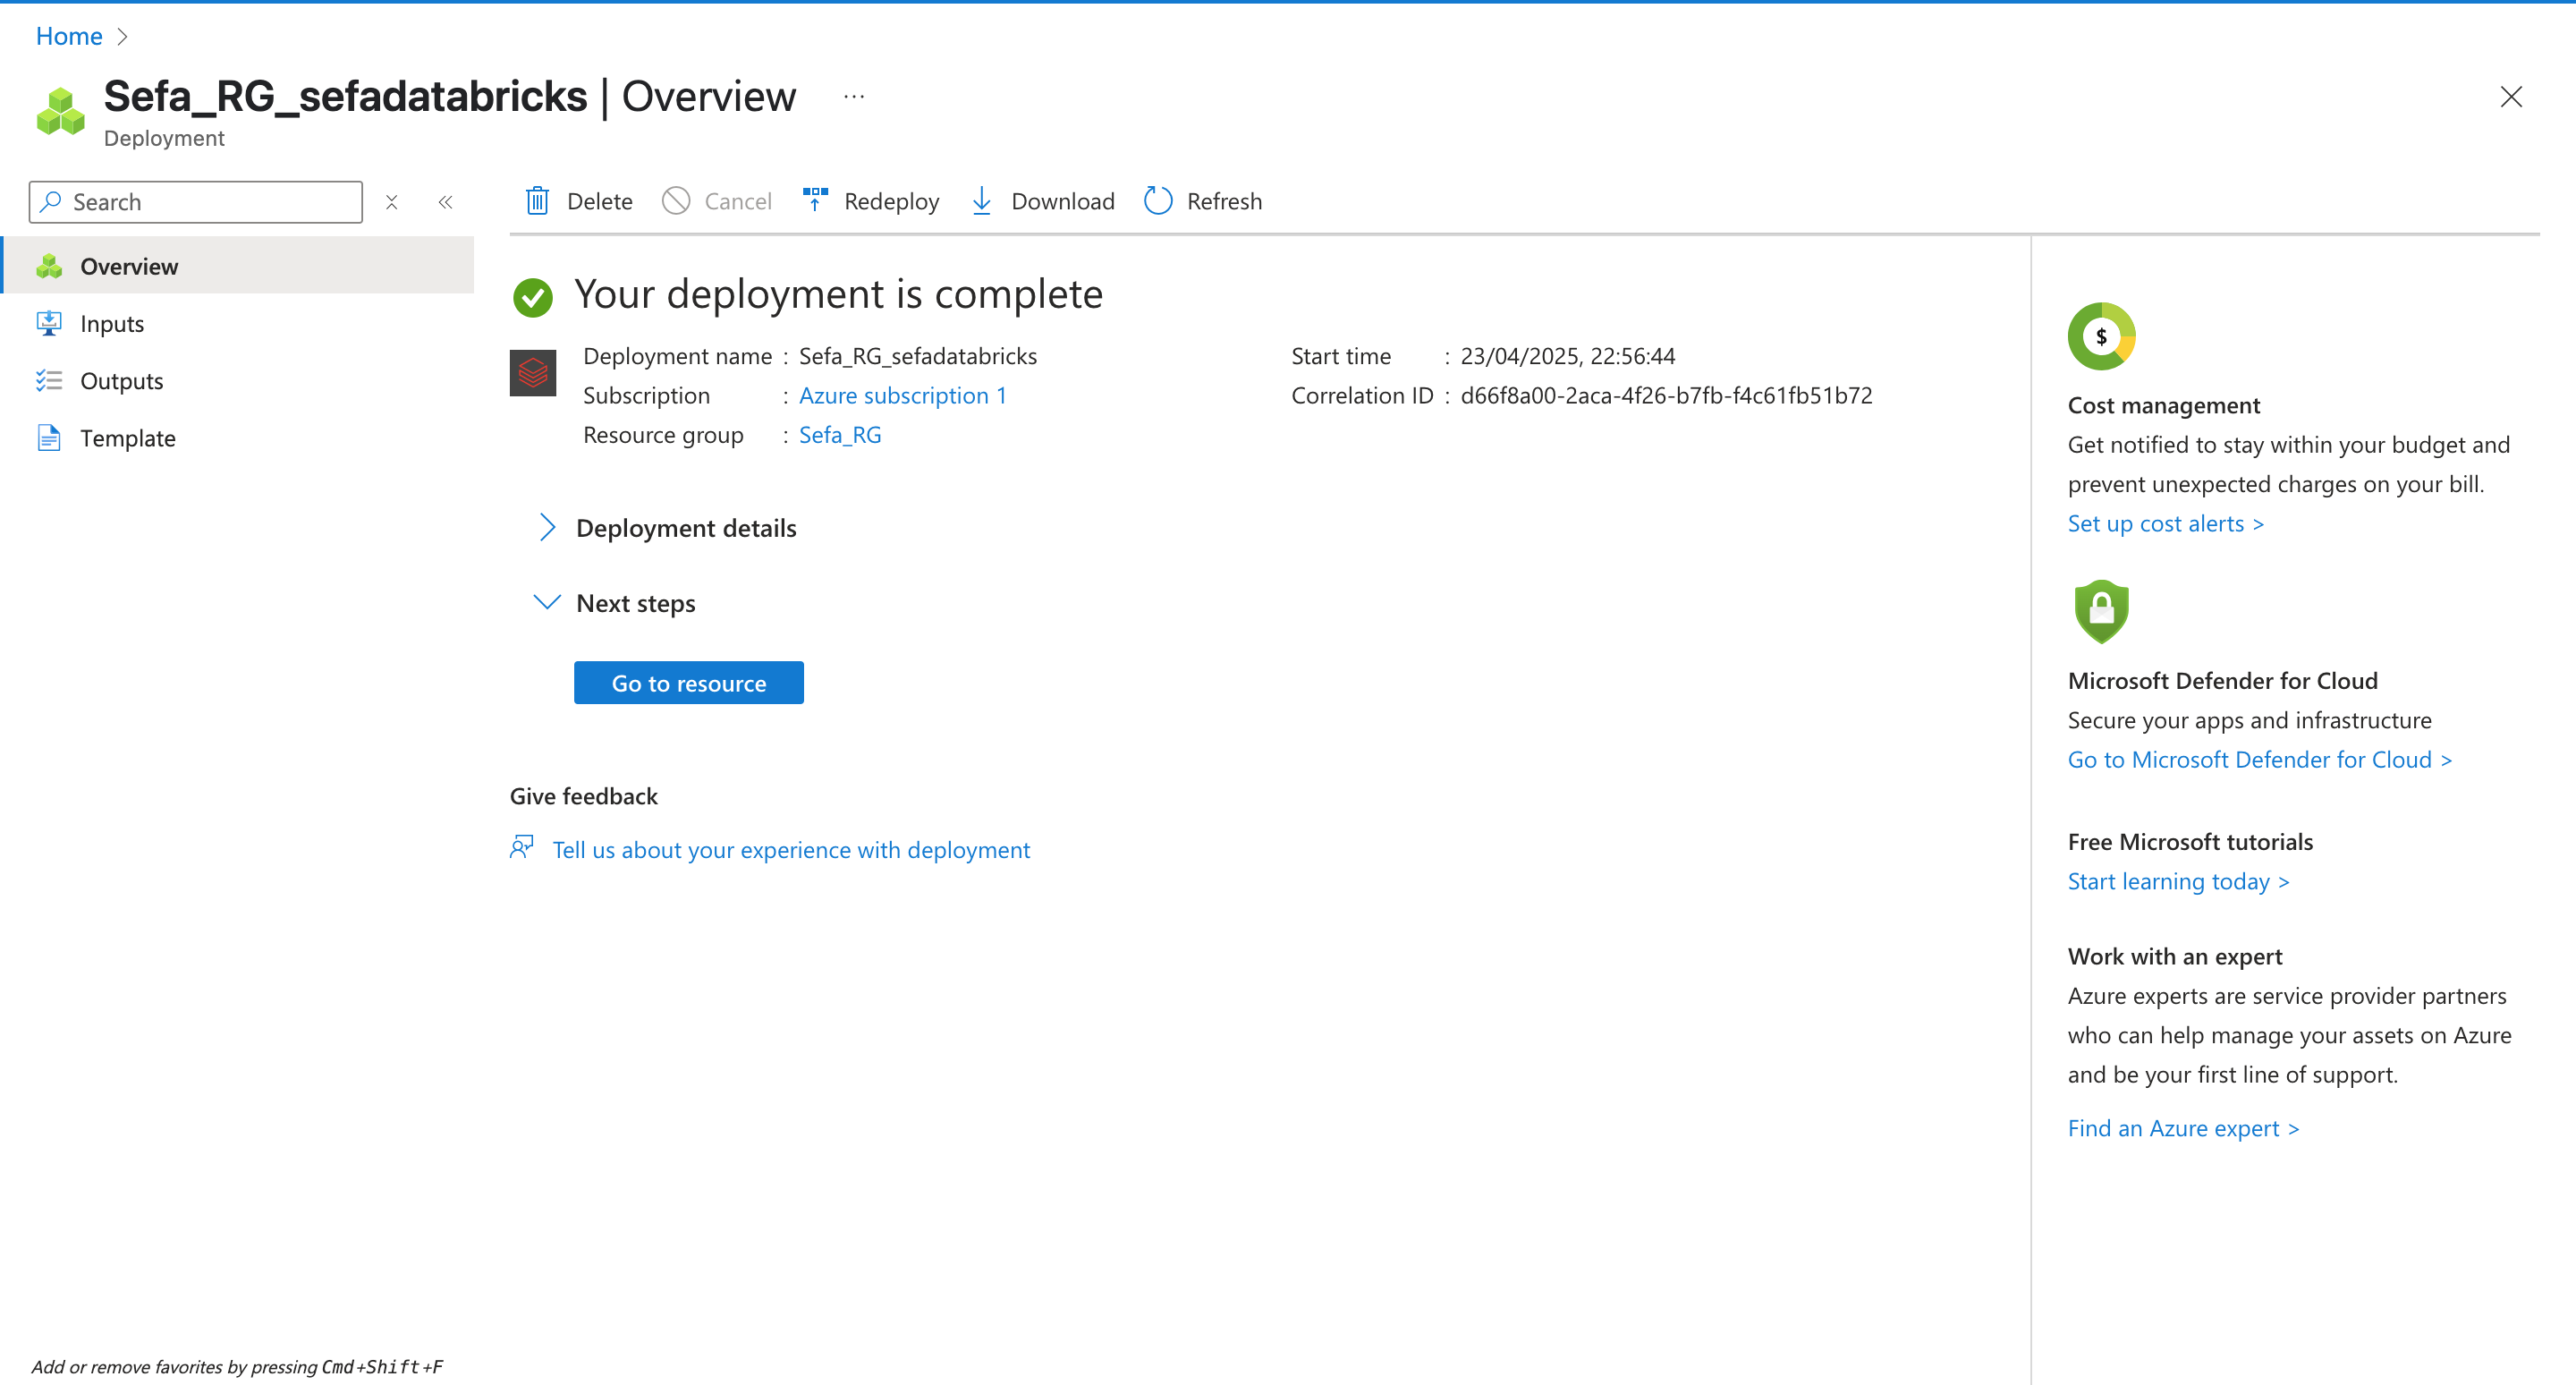 Home
Sefa_RG_sefadatabricks | Overview ...
Deployment
Search
Delete Cancel Redeploy Download Refresh
Overview
Inputs
Outputs
Template
Your deployment is complete
Deployment name : Sefa_RG_sefadatabricks
Subscription : Azure subscription 1
Resource group : Sefa_RG
Start time : 23/04/2025, 22:56:44
Correlation ID : d66f8a00-2aca-4f26-b7fb-f4c61fb51b72
Deployment details
Next steps
Go to resource
Give feedback
Tell us about your experience with deployment
$
Cost management
Get notified to stay within your budget and
prevent unexpected charges on your bill.
Set up cost alerts >
Microsoft Defender for Cloud
Secure your apps and infrastructure
Go to Microsoft Defender for Cloud >
Free Microsoft tutorials
Start learning today >
Work with an expert
Azure experts are service provider partners
who can help manage your assets on Azure
and be your first line of support.
Find an Azure expert >
Add or remove favorites by pressing Cmd+Shift+F